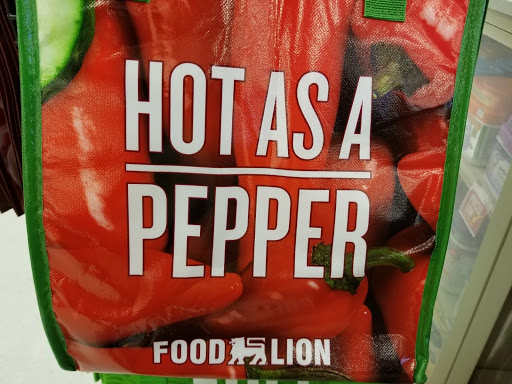 HOT AS A
PEPPER
FOOD LION